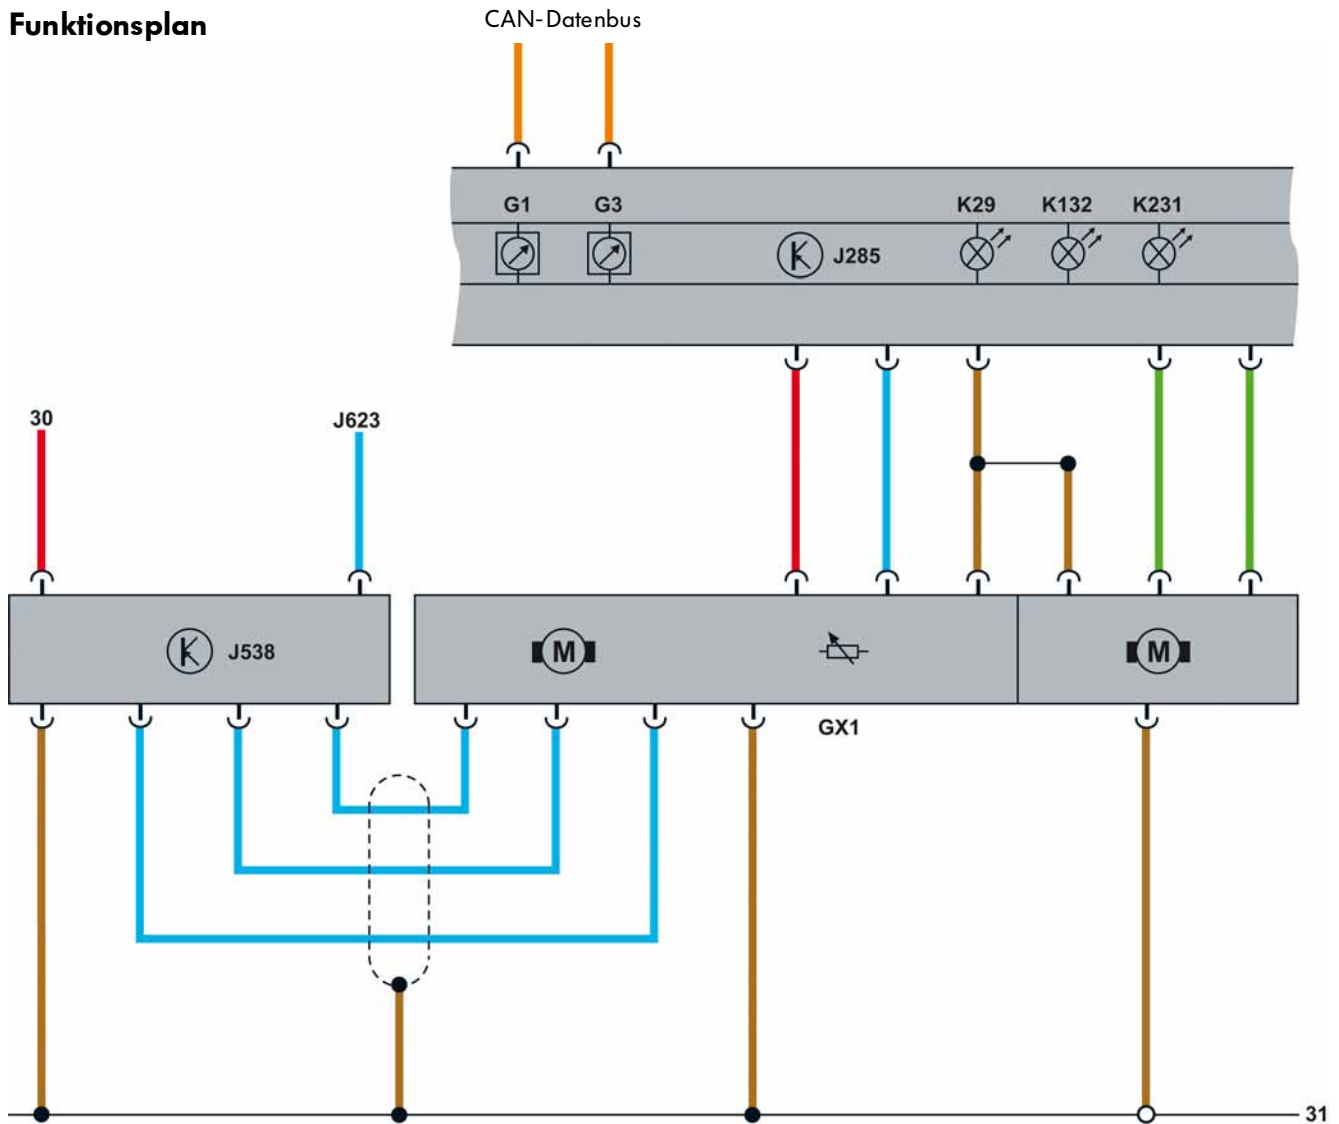 Funktionsplan
CAN-Datenbus
G1 G3 K29 K132 K231
J285
30 J623
J538 M M
GX1
31